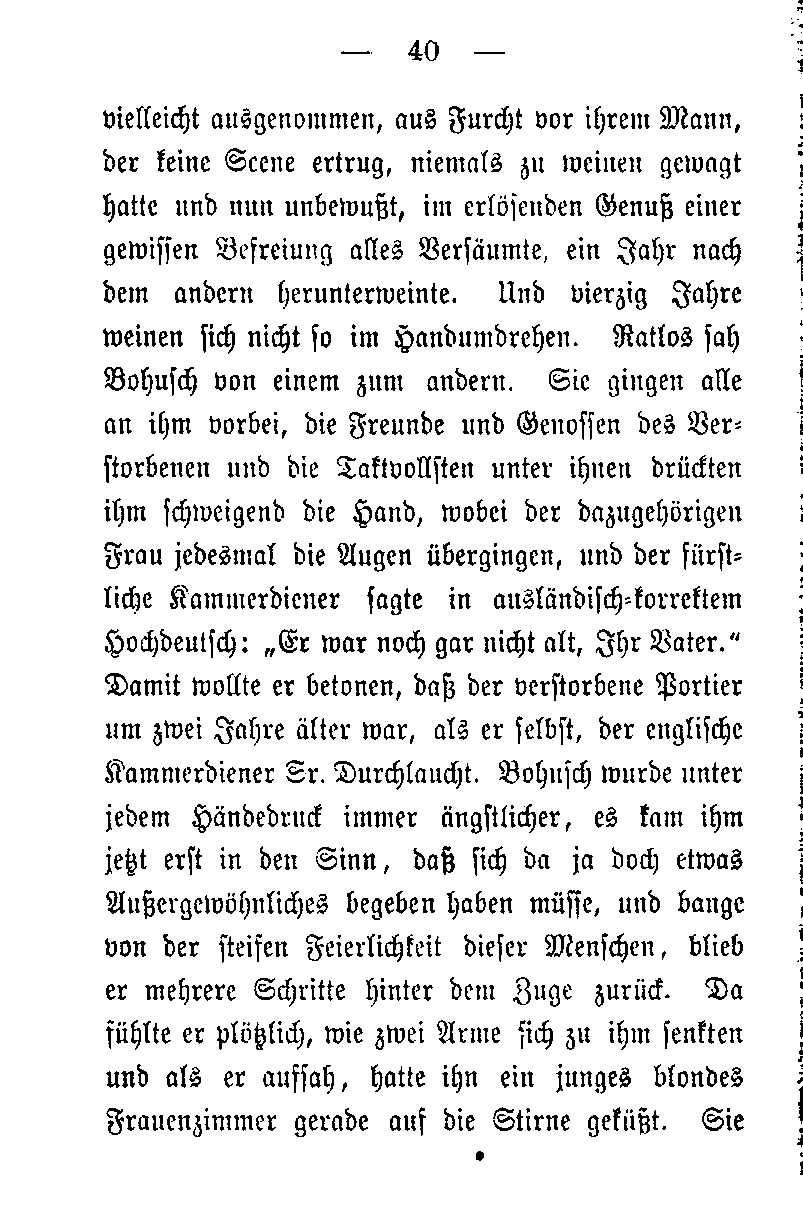 — 40 —
vielleicht ausgenommen, aus Furcht vor ihrem Mann,
der keine Scene ertrug, niemals zu weinen gewagt
hatte und nun unbewußt, im erlösenden Genuß einer
gewissen Befreiung alles Versäumte, ein Jahr nach
dem andern herunterweinte. Und vierzig Jahre
weinen sich nicht so im Handumdrehen. Ratlos sah
Bohusch von einem zum andern. Sie gingen alle
an ihm vorbei, die Freunde und Genossen des Ver-
storbenen und die Taktvollsten unter ihnen drückten
ihm schweigend die Hand, wobei der dazugehörigen
Frau jedesmal die Augen übergingen, und der fürst-
liche Kammerdiener sagte in ausländisch-korrektem
Hochdeutsch: „Er war noch gar nicht alt, Ihr Vater.“
Damit wollte er betonen, daß der verstorbene Portier
um zwei Jahre älter war, als er selbst, der englische
Kammerdiener Sr. Durchlaucht. Bohusch wurde unter
jedem Händedruck immer ängstlicher, es kam ihm
jetzt erst in den Sinn, daß sich da ja doch etwas
Außergewöhnliches begeben haben müsse, und bange
von der steifen Feierlichkeit dieser Menschen, blieb
er mehrere Schritte hinter dem Zuge zurück. Da
fühlte er plötzlich, wie zwei Arme sich zu ihm senkten
und als er aufsah, hatte ihn ein junges blondes
Frauenzimmer gerade auf die Stirne geküßt. Sie